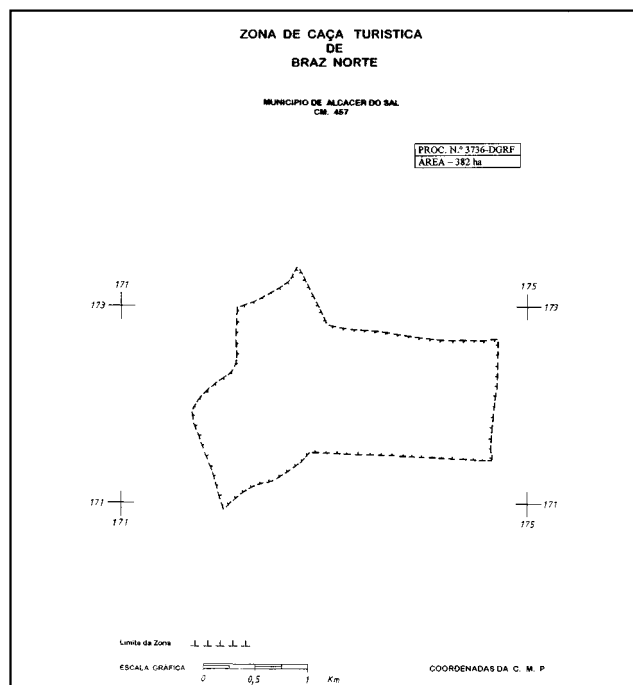 ZONA DE CAÇA TURISTICA
DE
BRAZ NORTE
MUNICIPIO DE ALCACER DO SAL
CM. 457
PROC. N.º 3736-DGRF
ÁREA – 382 ha
171
173
175
173
171
171
171
175
Limite da Zona
ESCALA GRÁFICA
0 0,5 1 Km
COORDENADAS DA C. M. P